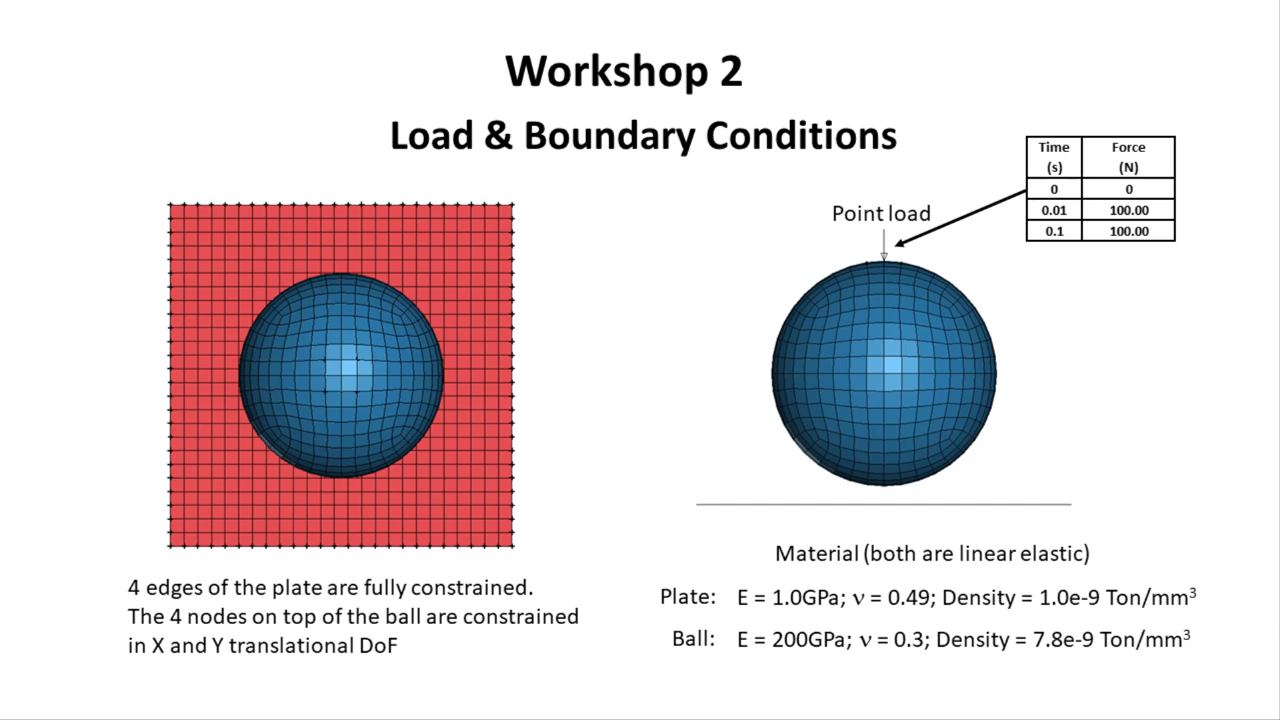 Workshop 2
Load & Boundary Conditions
Time (s) Force (N)
0 0
0.01 100.00
0.1 100.00
Point load
4 edges of the plate are fully constrained.
The 4 nodes on top of the ball are constrained
in X and Y translational DoF
Material (both are linear elastic)
Plate: E = 1.0GPa; ν = 0.49; Density = 1.0e-9 Ton/mm³
Ball: E = 200GPa; ν = 0.3; Density = 7.8e-9 Ton/mm³